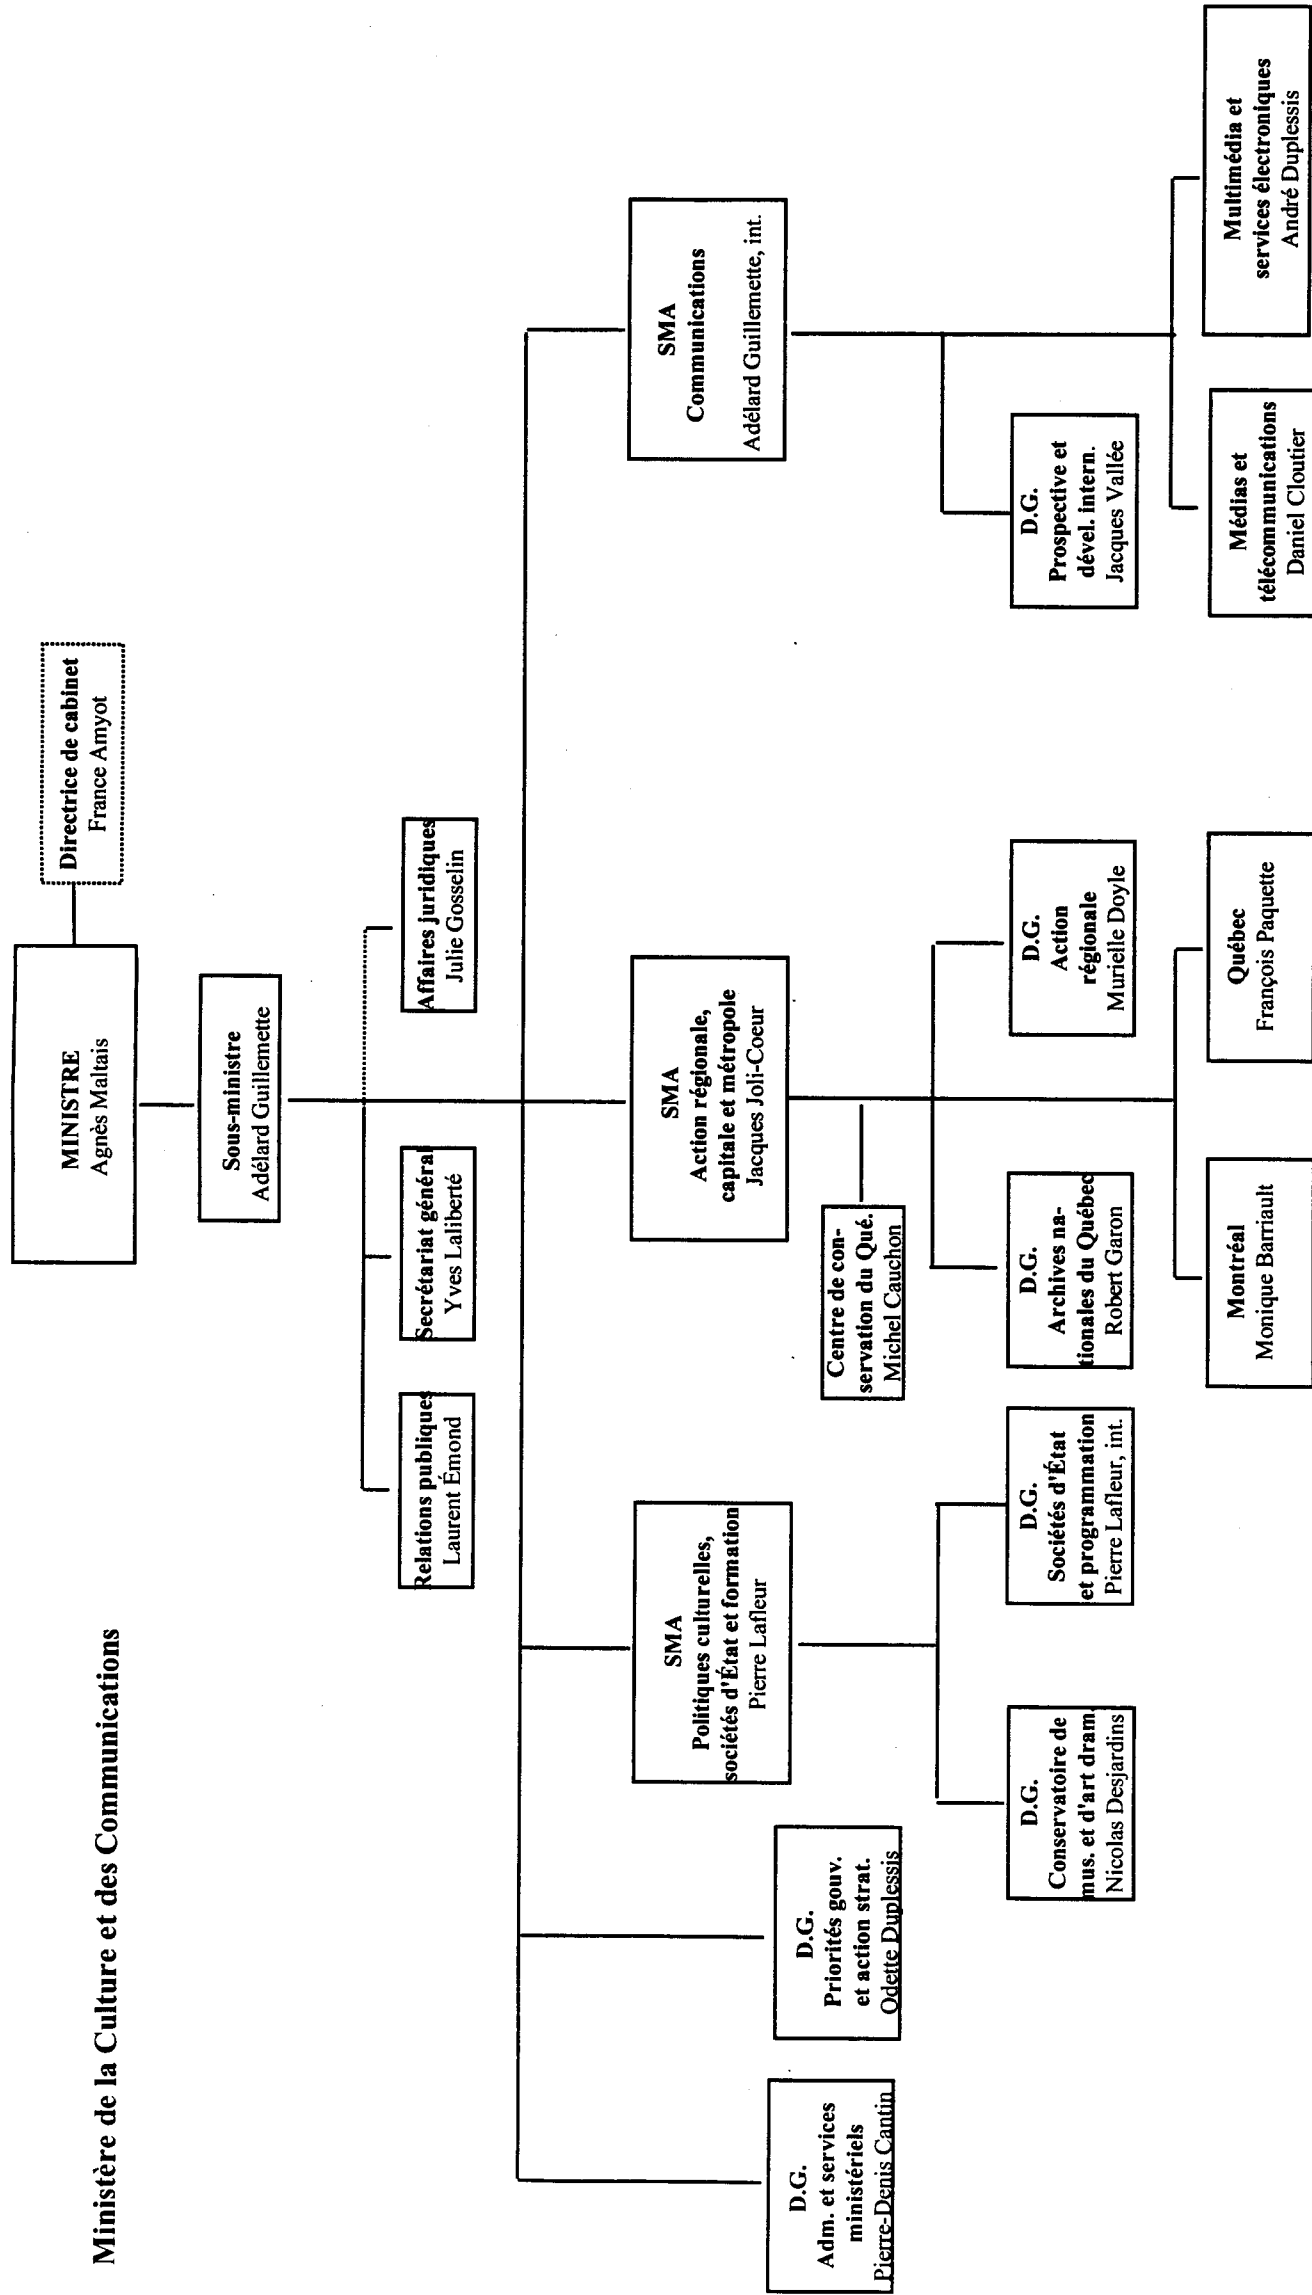 Ministère de la Culture et des Communications
MINISTRE
Agnès Maltais
Directrice de cabinet
France Amyot
Sous-ministre
Adélard Guillemette
Relations publiques
Laurent Émond
Secrétariat général
Yves Laliberté
Affaires juridiques
Julie Gosselin
D.G.
Adm. et services
ministériels
Pierre-Denis Cantin
D.G.
Priorités gouv.
et action strat.
Odette Duplessis
SMA
Politiques culturelles,
sociétés d'État et formation
Pierre Lafleur
SMA
Action régionale,
capitale et métropole
Jacques Joli-Coeur
SMA
Communications
Adélard Guillemette, int.
Centre de con-
servation du Qué.
Michel Cauchon
D.G.
Conservatoire de
mus. et d'art dram.
Nicolas Desjardins
D.G.
Sociétés d'État
et programmation
Pierre Lafleur, int.
D.G.
Archives na-
tionales du Québec
Robert Garon
D.G.
Action
régionale
Murielle Doyle
D.G.
Prospective et
dével. intern.
Jacques Vallée
Montréal
Monique Barriault
Québec
François Paquette
Médias et
télécommunications
Daniel Cloutier
Multimédia et
services électroniques
André Duplessis